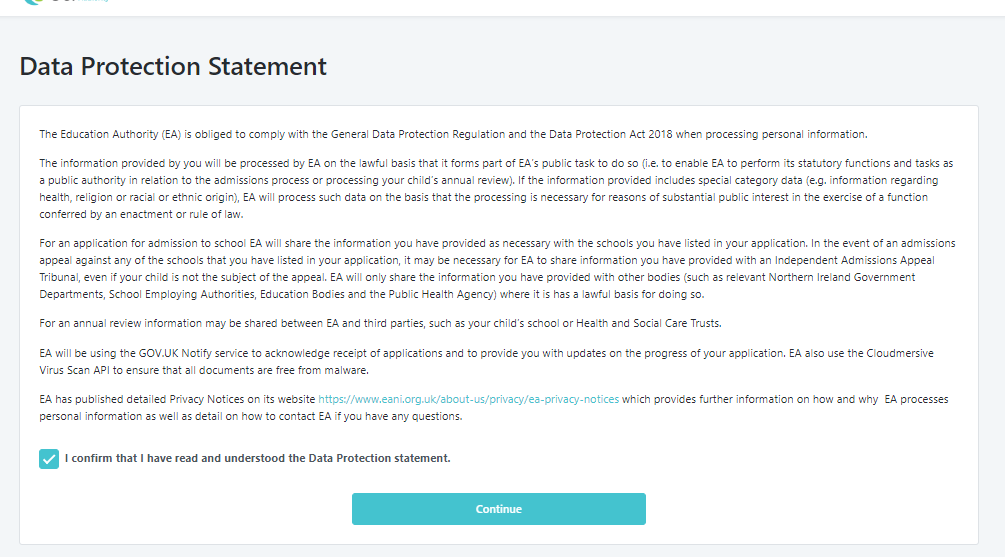 Data Protection Statement
The Education Authority (EA) is obliged to comply with the General Data Protection Regulation and the Data Protection Act 2018 when processing personal information.
The information provided by you will be processed by EA on the lawful basis that it forms part of EA's public task to do so (i.e. to enable EA to perform its statutory functions and tasks as
a public authority in relation to the admissions process or processing your child's annual review). If the information provided includes special category data (e.g. information regarding
health, religion or racial or ethnic origin), EA will process such data on the basis that the processing is necessary for reasons of substantial public interest in the exercise of a function
conferred by an enactment or rule of law.
For an application for admission to school EA will share the information you have provided as necessary with the schools you have listed in your application. In the event of an admissions
appeal against any of the schools that you have listed in your application, it may be necessary for EA to share information you have provided with an Independent Admissions Appeal
Tribunal, even if your child is not the subject of the appeal. EA will only share the information you have provided with other bodies (such as relevant Northern Ireland Government
Departments, School Employing Authorities, Education Bodies and the Public Health Agency) where it is has a lawful basis for doing so.
For an annual review information may be shared between EA and third parties, such as your child's school or Health and Social Care Trusts.
EA will be using the GOV.UK Notify service to acknowledge receipt of applications and to provide you with updates on the progress of your application. EA also use the Cloudmersive
Virus Scan API to ensure that all documents are free from malware.
EA has published detailed Privacy Notices on its website https://www.eani.org.uk/about-us/privacy/ea-privacy-notices which provides further information on how and why EA processes
personal information as well as detail on how to contact EA if you have any questions.
I confirm that I have read and understood the Data Protection statement.
Continue